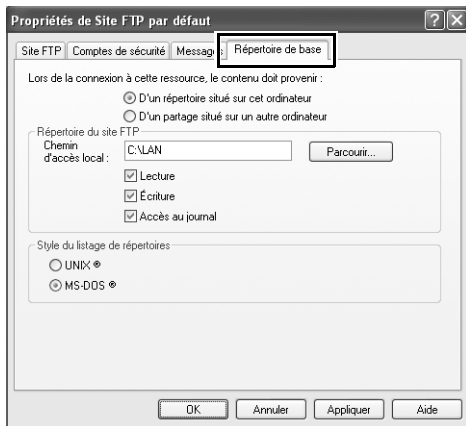 Propriétés de Site FTP par défaut
Site FTP Comptes de sécurité Messages Répertoire de base
Lors de la connexion à cette ressource, le contenu doit provenir :
D'un répertoire situé sur cet ordinateur
D'un partage situé sur un autre ordinateur
Répertoire du site FTP
Chemin d'accès local : C:\LAN Parcourir...
Lecture
Écriture
Accès au journal
Style du listage de répertoires
UNIX ®
MS-DOS ®
OK Annuler Appliquer Aide